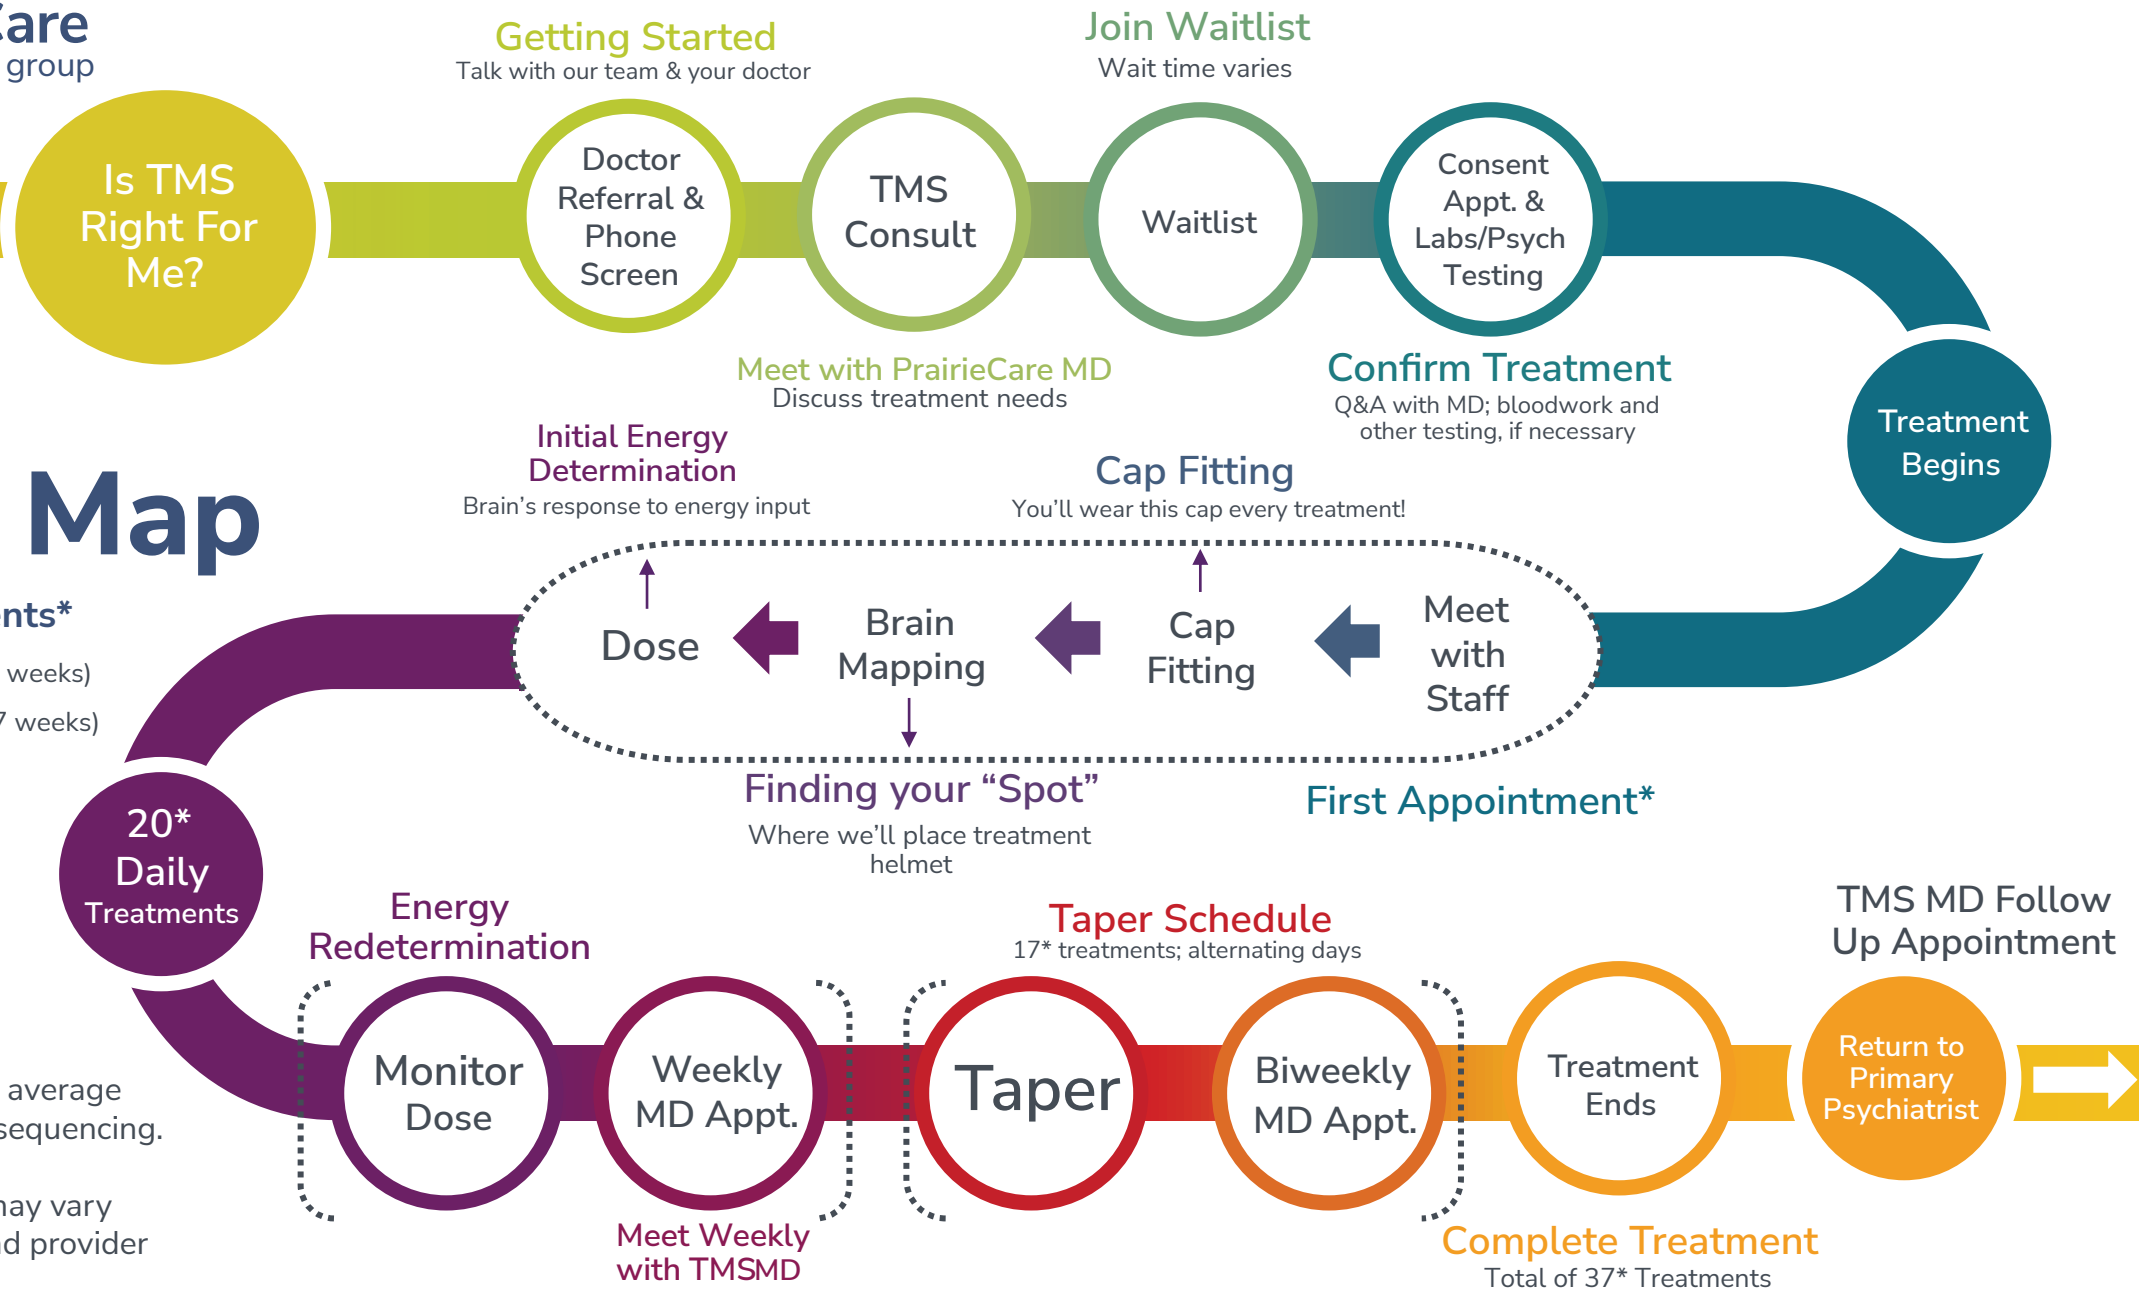 group
Getting Started
Talk with our team & your doctor
Join Waitlist
Wait time varies
Is TMS
Right For
Me?
Doctor
Referral &
Phone
Screen
TMS
Consult
Waitlist
Consent
Appt. &
Labs/Psych
Testing
Meet with PrairieCare MD
Discuss treatment needs
Confirm Treatment
Q&A with MD; bloodwork and
other testing, if necessary
Treatment
Begins
Map
Initial Energy
Determination
Brain's response to energy input
Cap Fitting
You'll wear this cap every treatment!
Meet
with
Staff
Cap
Fitting
Brain
Mapping
Dose
weeks)
7 weeks)
Finding your “Spot”
Where we'll place treatment
helmet
First Appointment*
20*
Daily
Treatments
Energy
Redetermination
Taper Schedule
17* treatments; alternating days
TMS MD Follow
Up Appointment
Monitor
Dose
Weekly
MD Appt.
Taper
Biweekly
MD Appt.
Treatment
Ends
Return to
Primary
Psychiatrist
average
sequencing.
may vary
provider
Meet Weekly
with TMSMD
Complete Treatment
Total of 37* Treatments